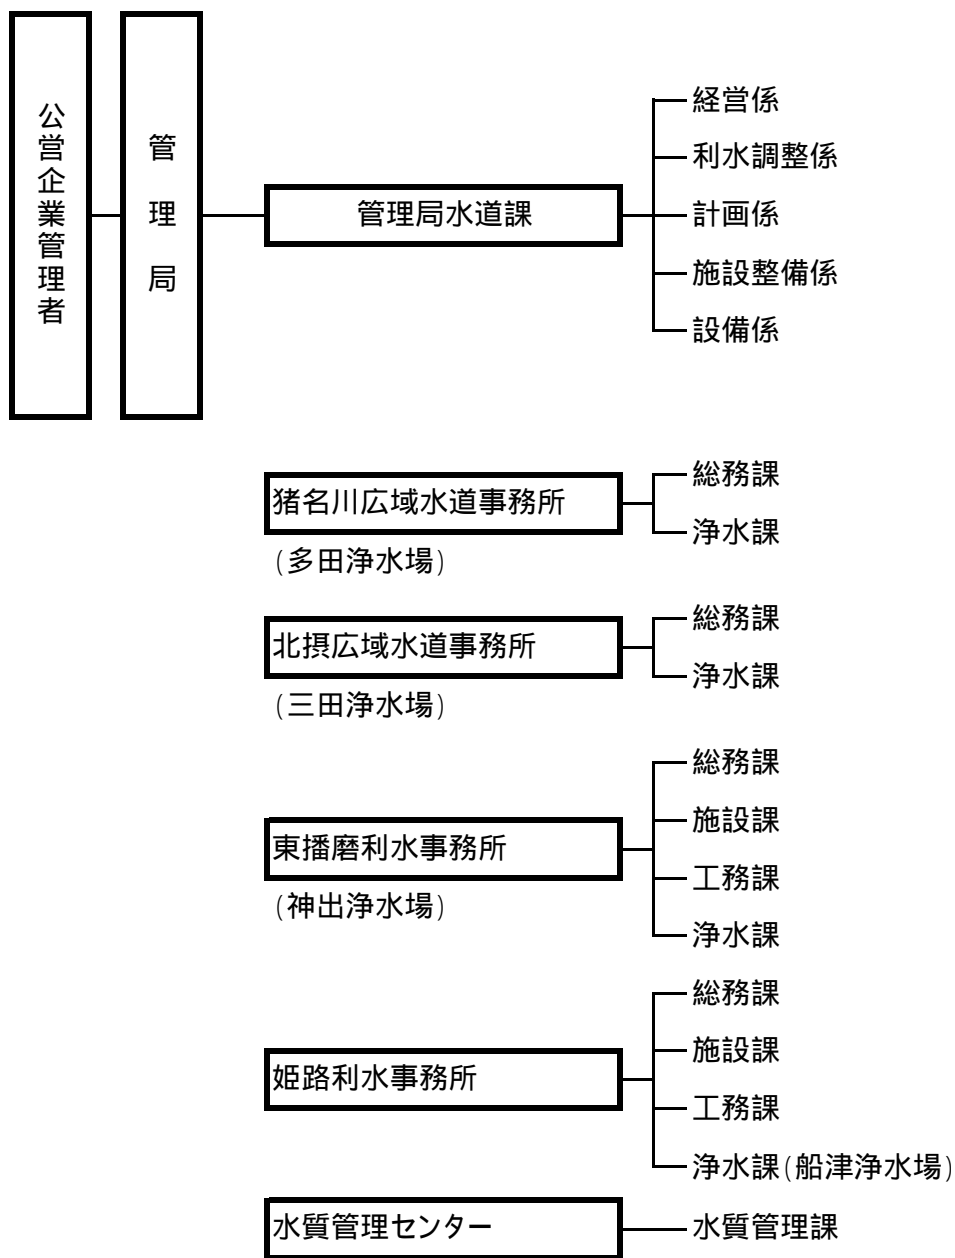 公営企業管理者
管理局
管理局水道課
経営係
利水調整係
計画係
施設整備係
設備係
猪名川広域水道事務所
(多田浄水場)
総務課
浄水課
北摂広域水道事務所
(三田浄水場)
総務課
浄水課
東播磨利水事務所
(神出浄水場)
総務課
施設課
工務課
浄水課
姫路利水事務所
総務課
施設課
工務課
浄水課(船津浄水場)
水質管理センター
水質管理課